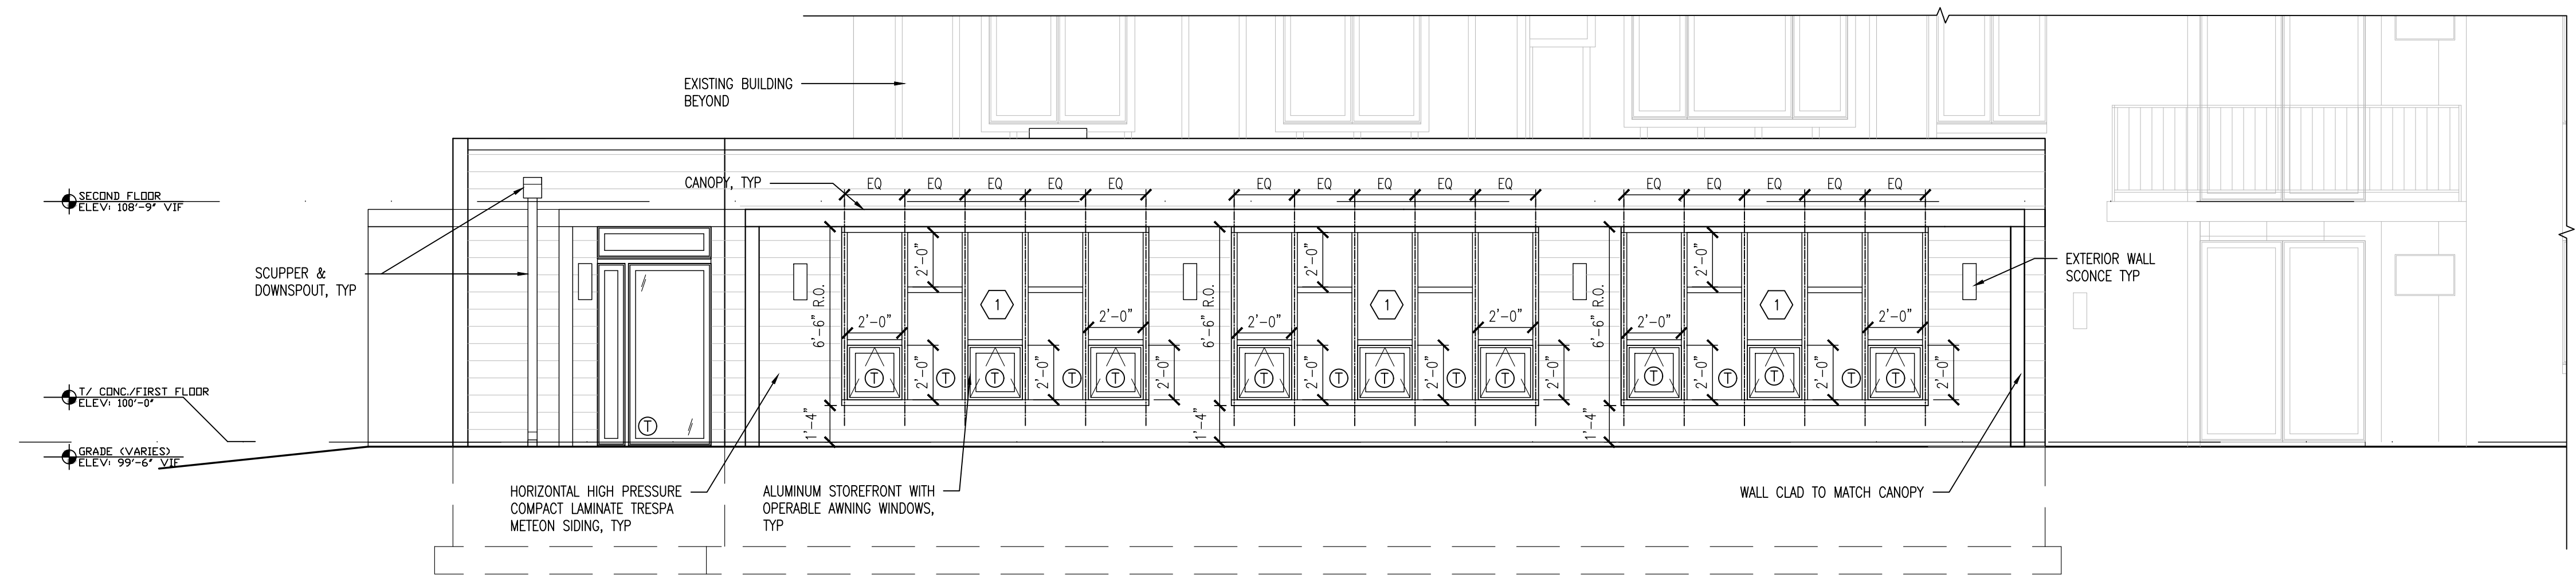 EXISTING BUILDING
BEYOND
SECOND FLOOR
ELEV: 108'-9" VIF
CANOPY, TYP
EQ EQ EQ EQ EQ
EQ EQ EQ EQ EQ
EQ EQ EQ EQ EQ
SCUPPER &
DOWNSPOUT, TYP
EXTERIOR WALL
SCONCE TYP
6'-6" R.O.
2'-0"
2'-0"
1
2'-0"
2'-0"
2'-0"
2'-0"
T T T T T
1'-4"
6'-6" R.O.
2'-0"
2'-0"
1
2'-0"
2'-0"
2'-0"
2'-0"
T T T T T
1'-4"
6'-6" R.O.
2'-0"
2'-0"
1
2'-0"
2'-0"
2'-0"
2'-0"
T T T T T
1'-4"
T/ CONC./FIRST FLOOR
ELEV: 100'-0"
T
GRADE (VARIES)
ELEV: 99'-6" VIF
HORIZONTAL HIGH PRESSURE
COMPACT LAMINATE TRESPA
METEON SIDING, TYP
ALUMINUM STOREFRONT WITH
OPERABLE AWNING WINDOWS,
TYP
WALL CLAD TO MATCH CANOPY